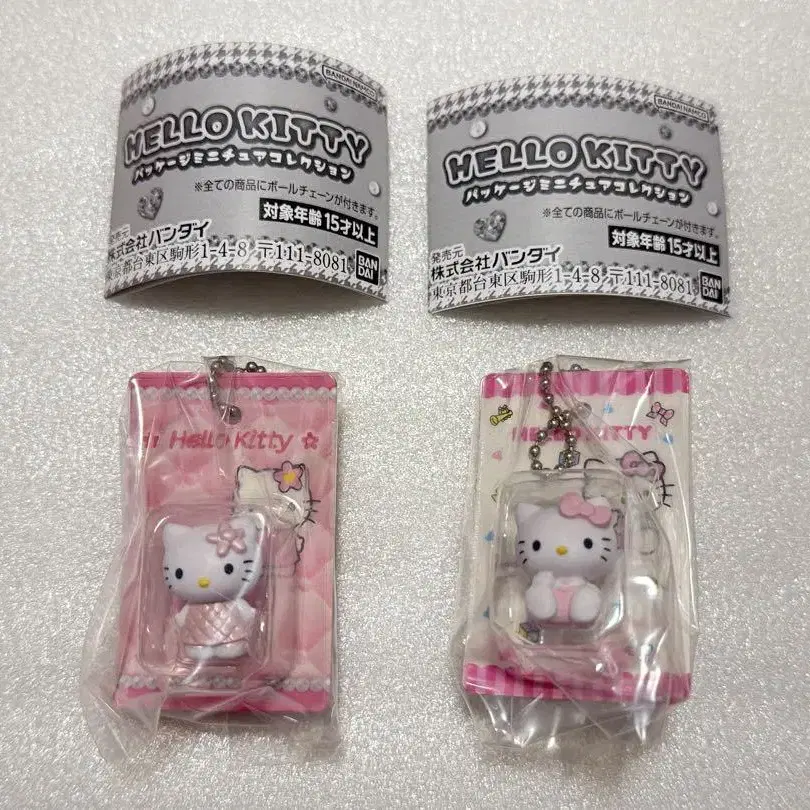 BANDAI NAMCO
HELLO KITTY
パッケージミニチュアコレクション
※全ての商品にボールチェーンが付きます。
対象年齢15才以上
発売元
株式会社バンダイ
東京都台東区駒形1-4-8 〒111-8081
BAN
DAI
BANDAI NAMCO
HELLO KITTY
パッケージミニチュアコレクション
※全ての商品にボールチェーンが付きます。
対象年齢15才以上
発売元
株式会社バンダイ
東京都台東区駒形1-4-8 〒111-8081
BAN
DAI
Hello Kitty
HELLO KITTY